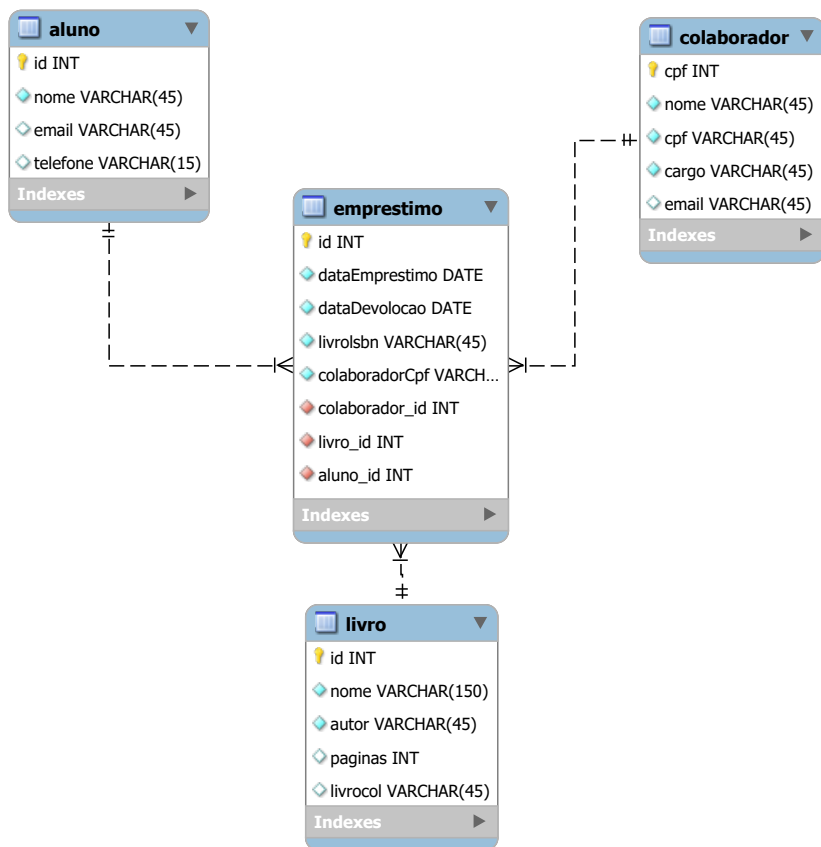 aluno
id INT
nome VARCHAR(45)
email VARCHAR(45)
telefone VARCHAR(15)
Indexes
colaborador
cpf INT
nome VARCHAR(45)
cpf VARCHAR(45)
cargo VARCHAR(45)
email VARCHAR(45)
Indexes
emprestimo
id INT
dataEmprestimo DATE
dataDevolocao DATE
livroIsbn VARCHAR(45)
colaboradorCpf VARCH...
colaborador_id INT
livro_id INT
aluno_id INT
Indexes
livro
id INT
nome VARCHAR(150)
autor VARCHAR(45)
paginas INT
livrocol VARCHAR(45)
Indexes